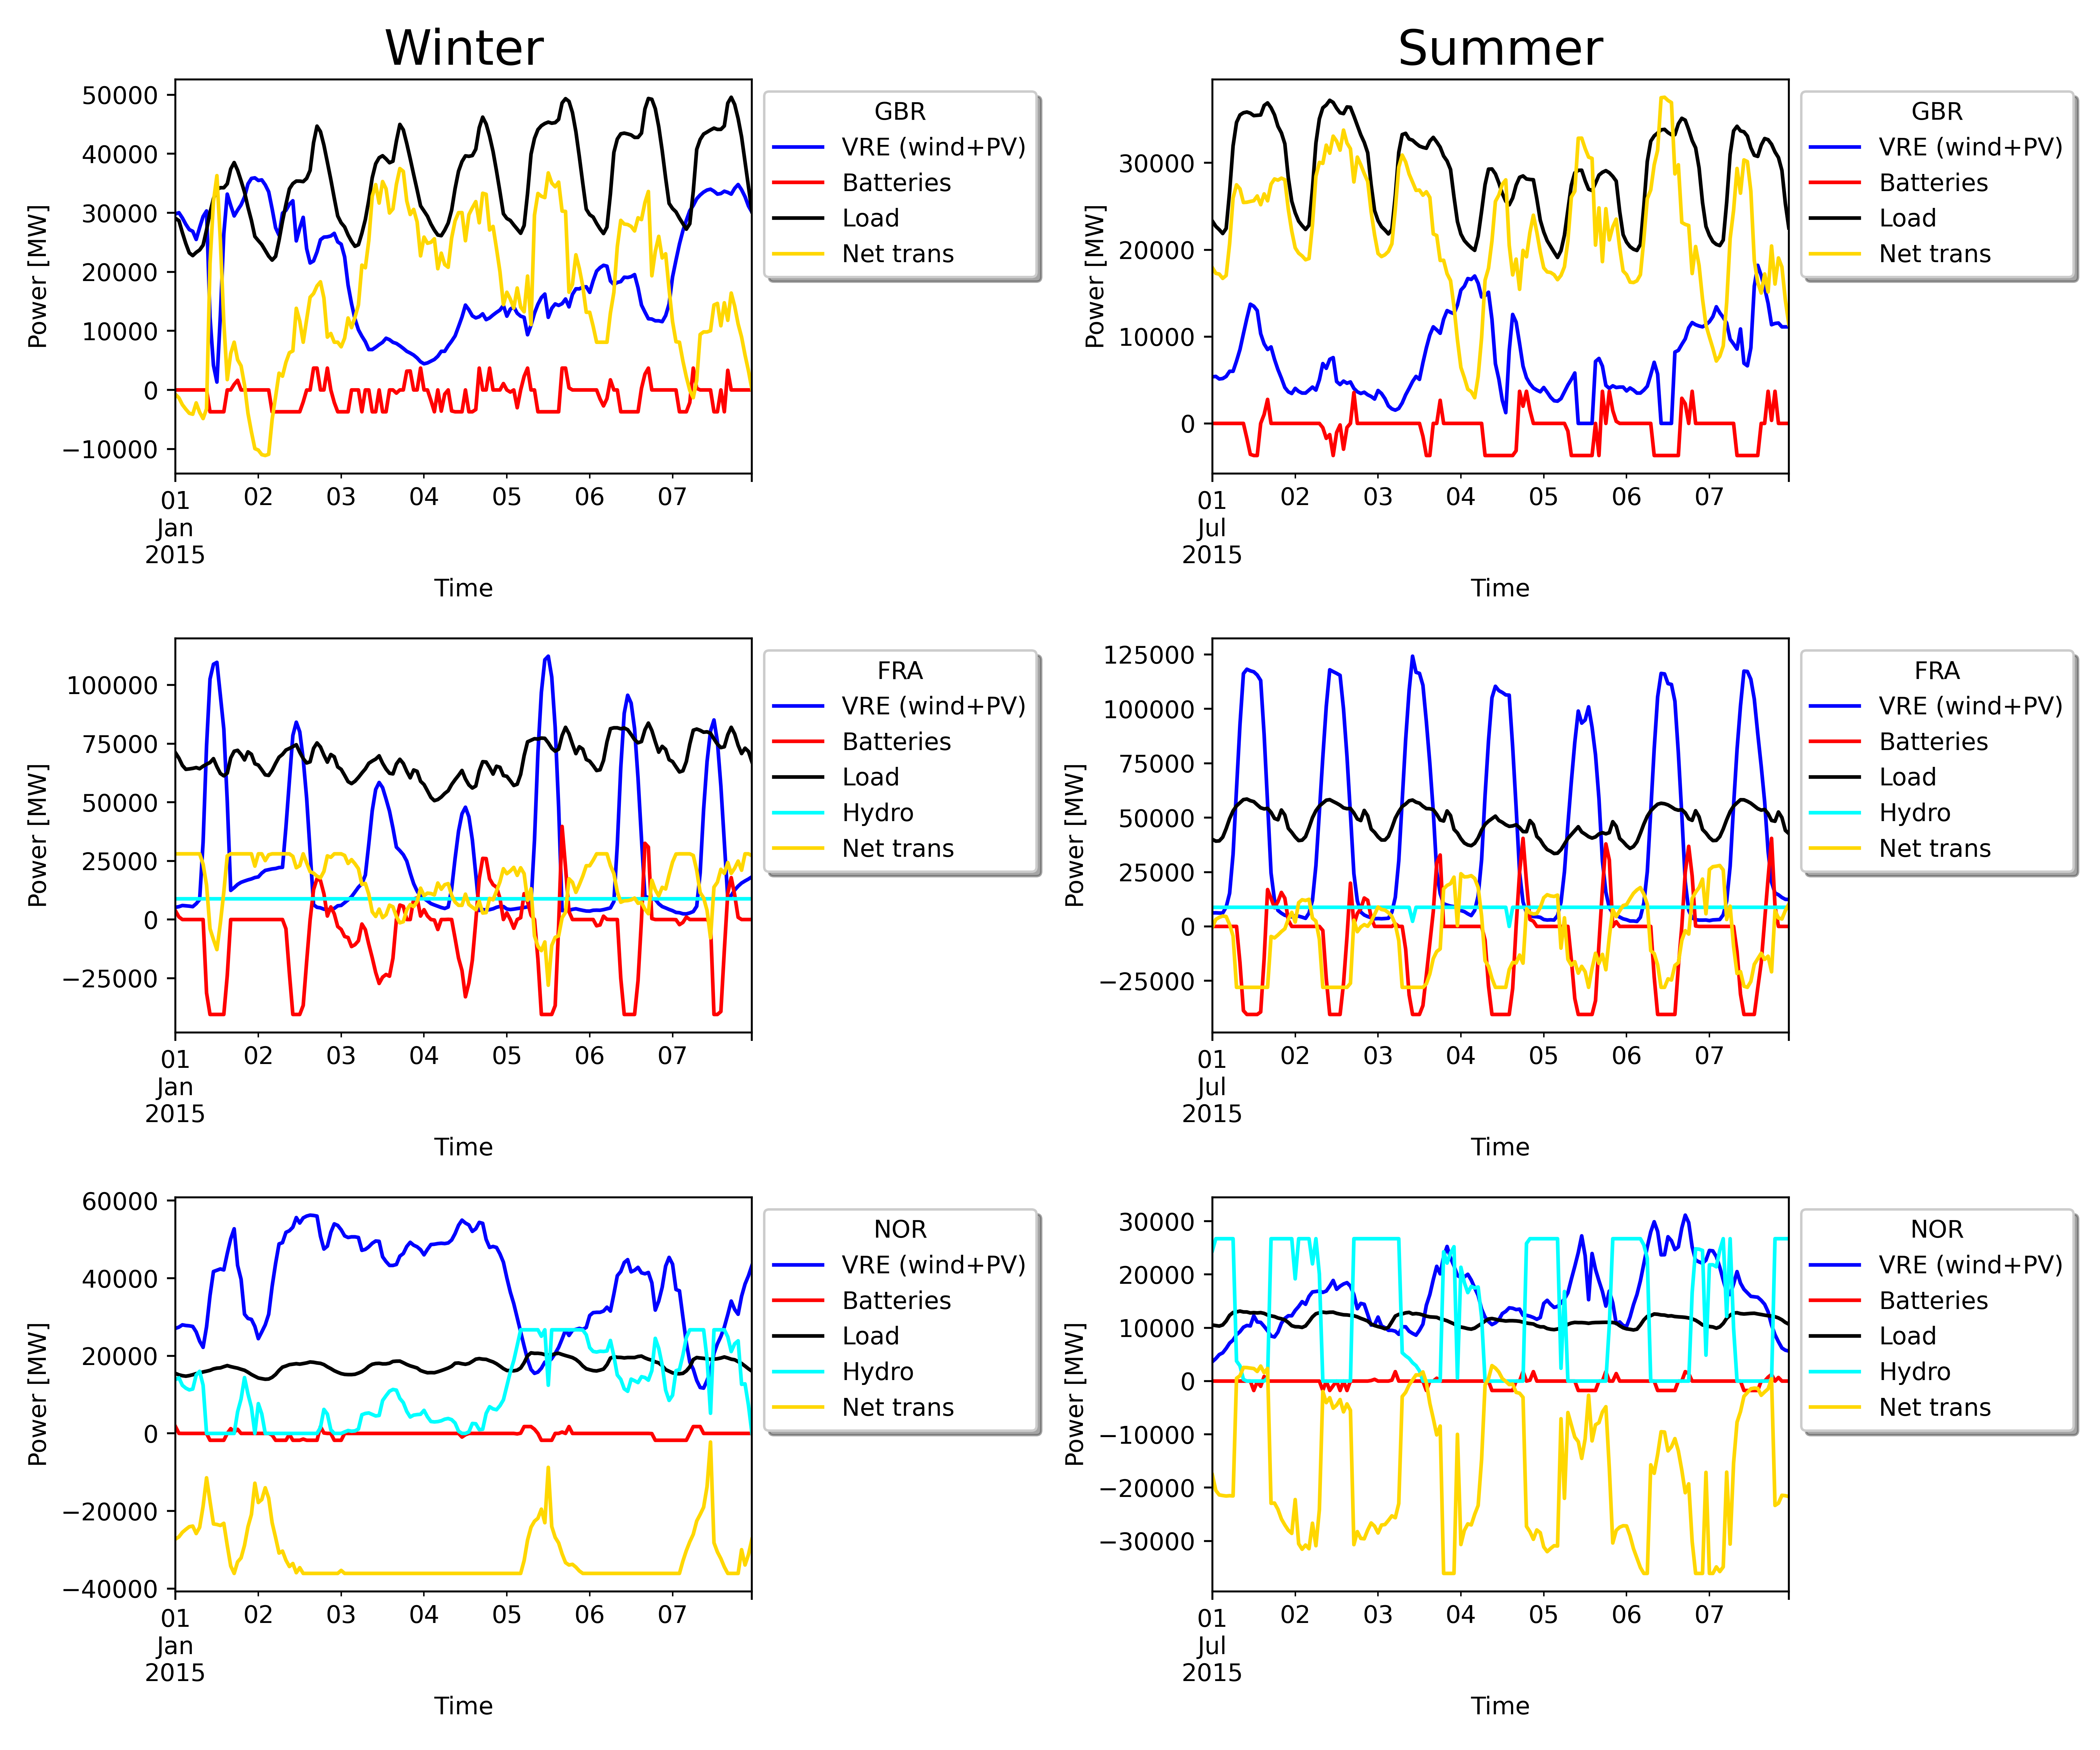 Winter
Summer
50000
40000
30000
20000
10000
0
−10000
Power [MW]
01
Jan
2015
02
03
04
05
06
07
Time
GBR
VRE (wind+PV)
Batteries
Load
Net trans
30000
20000
10000
0
Power [MW]
01
Jul
2015
02
03
04
05
06
07
Time
GBR
VRE (wind+PV)
Batteries
Load
Net trans
100000
75000
50000
25000
0
−25000
Power [MW]
01
Jan
2015
02
03
04
05
06
07
Time
FRA
VRE (wind+PV)
Batteries
Load
Hydro
Net trans
125000
100000
75000
50000
25000
0
−25000
Power [MW]
01
Jul
2015
02
03
04
05
06
07
Time
FRA
VRE (wind+PV)
Batteries
Load
Hydro
Net trans
60000
40000
20000
0
−20000
−40000
Power [MW]
01
Jan
2015
02
03
04
05
06
07
Time
NOR
VRE (wind+PV)
Batteries
Load
Hydro
Net trans
30000
20000
10000
0
−10000
−20000
−30000
Power [MW]
01
Jul
2015
02
03
04
05
06
07
Time
NOR
VRE (wind+PV)
Batteries
Load
Hydro
Net trans